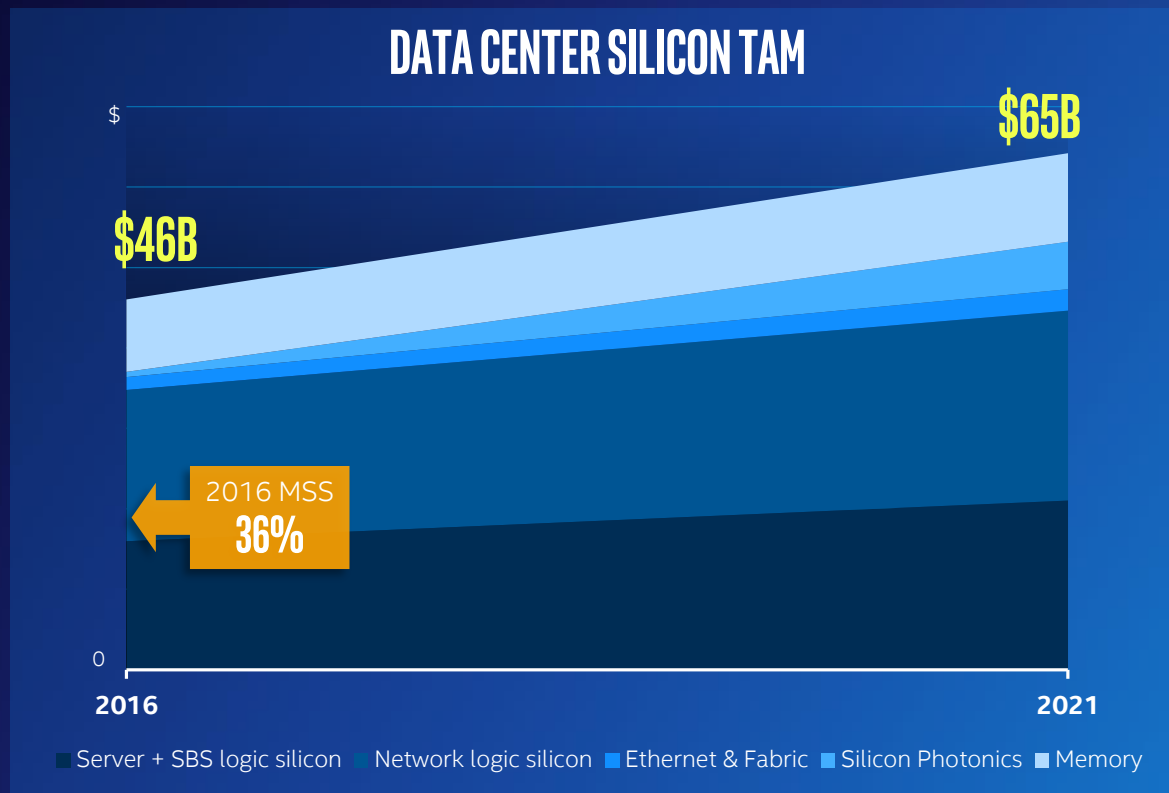 DATA CENTER SILICON TAM
$
$65B
$46B
2016 MSS
36%
0
2016 2021
Server + SBS logic silicon Network logic silicon Ethernet & Fabric Silicon Photonics Memory